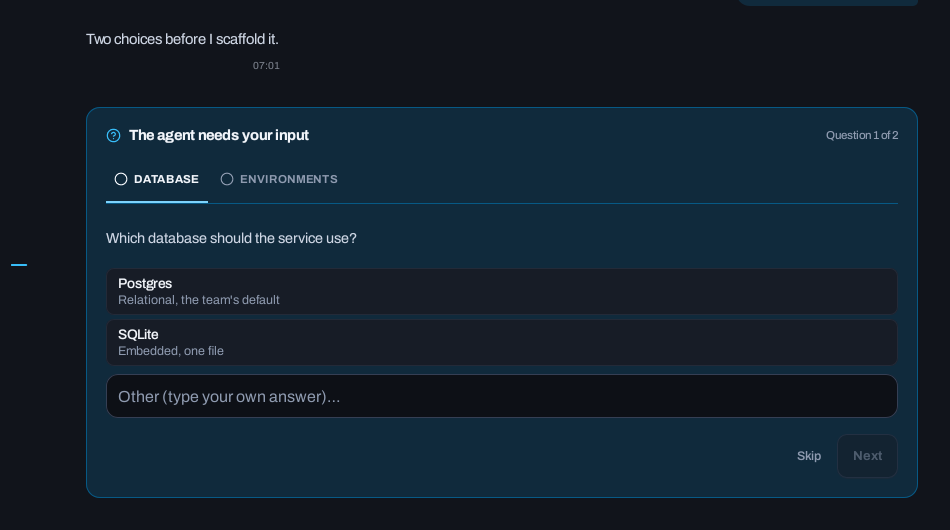 Two choices before I scaffold it.
07:01
The agent needs your input
Question 1 of 2
DATABASE
ENVIRONMENTS
Which database should the service use?
Postgres
Relational, the team's default
SQLite
Embedded, one file
Other (type your own answer)...
Skip
Next